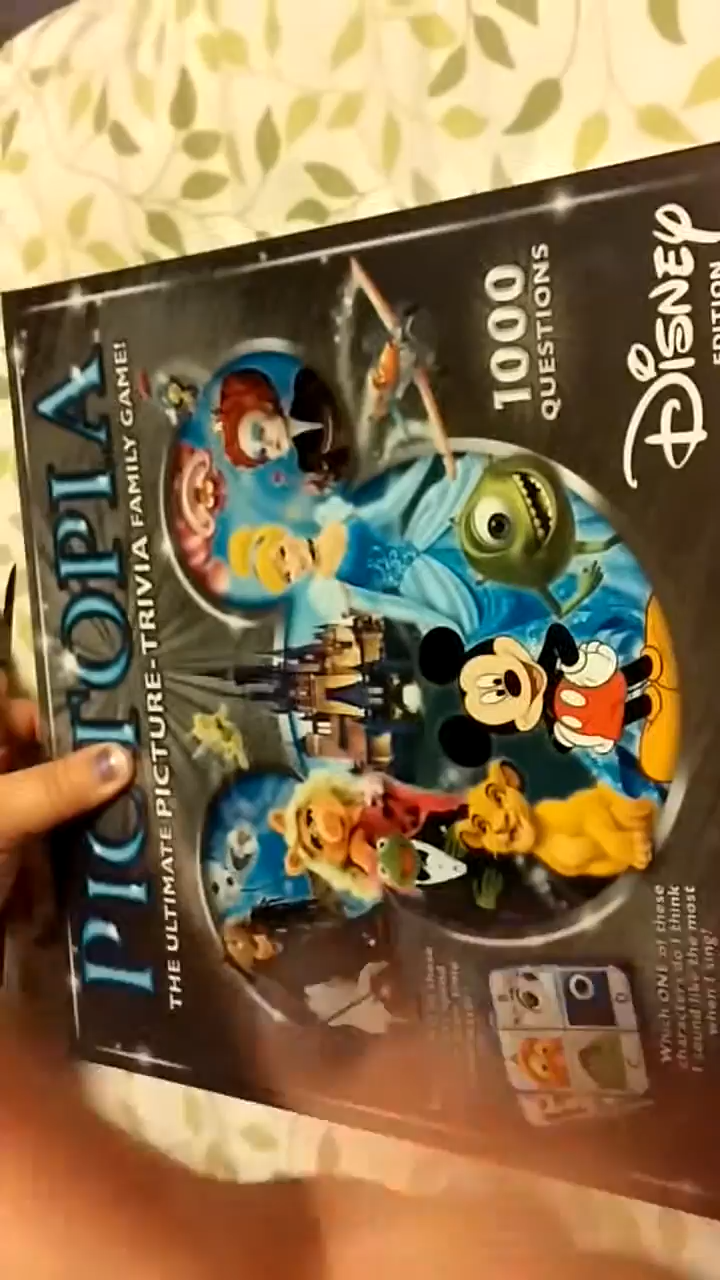 PICTOPIA
THE ULTIMATE PICTURE-TRIVIA FAMILY GAME!
1000
QUESTIONS
DISNEY
EDITION
Which ONE of these
characters do I think
I sound like the most
when I sing?
these